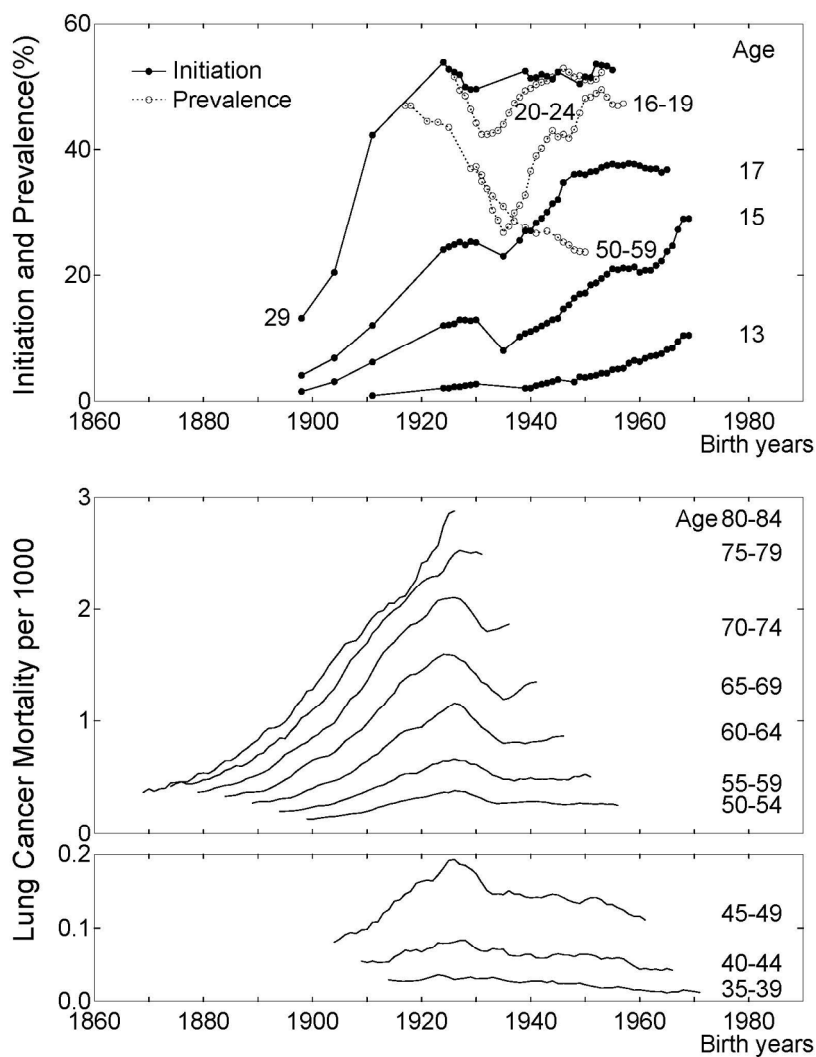 Initiation and Prevalence(%)
60
40
20
0
Initiation
Prevalence
Age
20-24
16-19
17
15
50-59
29
13
1860 1880 1900 1920 1940 1960 1980
Birth years
Lung Cancer Mortality per 1000
3
2
1
0
Age 80-84
75-79
70-74
65-69
60-64
55-59
50-54
0.2
0.1
0.0
45-49
40-44
35-39
1860 1880 1900 1920 1940 1960 1980
Birth years